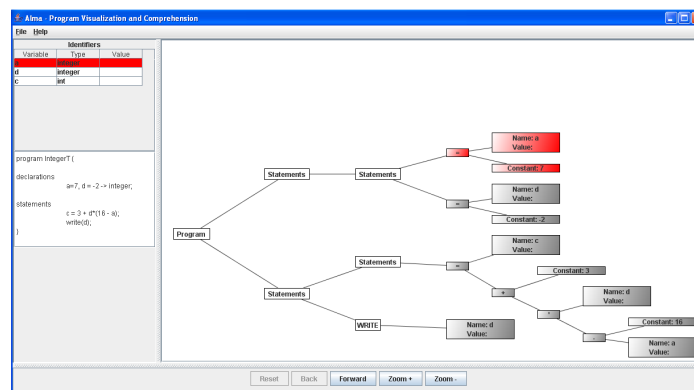 Alma - Program Visualization and Comprehension
File Help
Identifiers
Variable Type Value
d integer
c int
program IntegerT {
declarations
a=7, d = -2 -> integer;
statements
c = 3 + d*(16 - a);
write(d);
}
Program
Statements
Statements
=
Name: a
Value:
Constant: 7
=
Name: d
Value:
Constant: -2
Statements
Statements
=
Name: c
Value:
+
Constant: 3
*
Name: d
Value:
-
Constant: 16
Name: a
Value:
WRITE
Name: d
Value:
Reset Back Forward Zoom + Zoom -